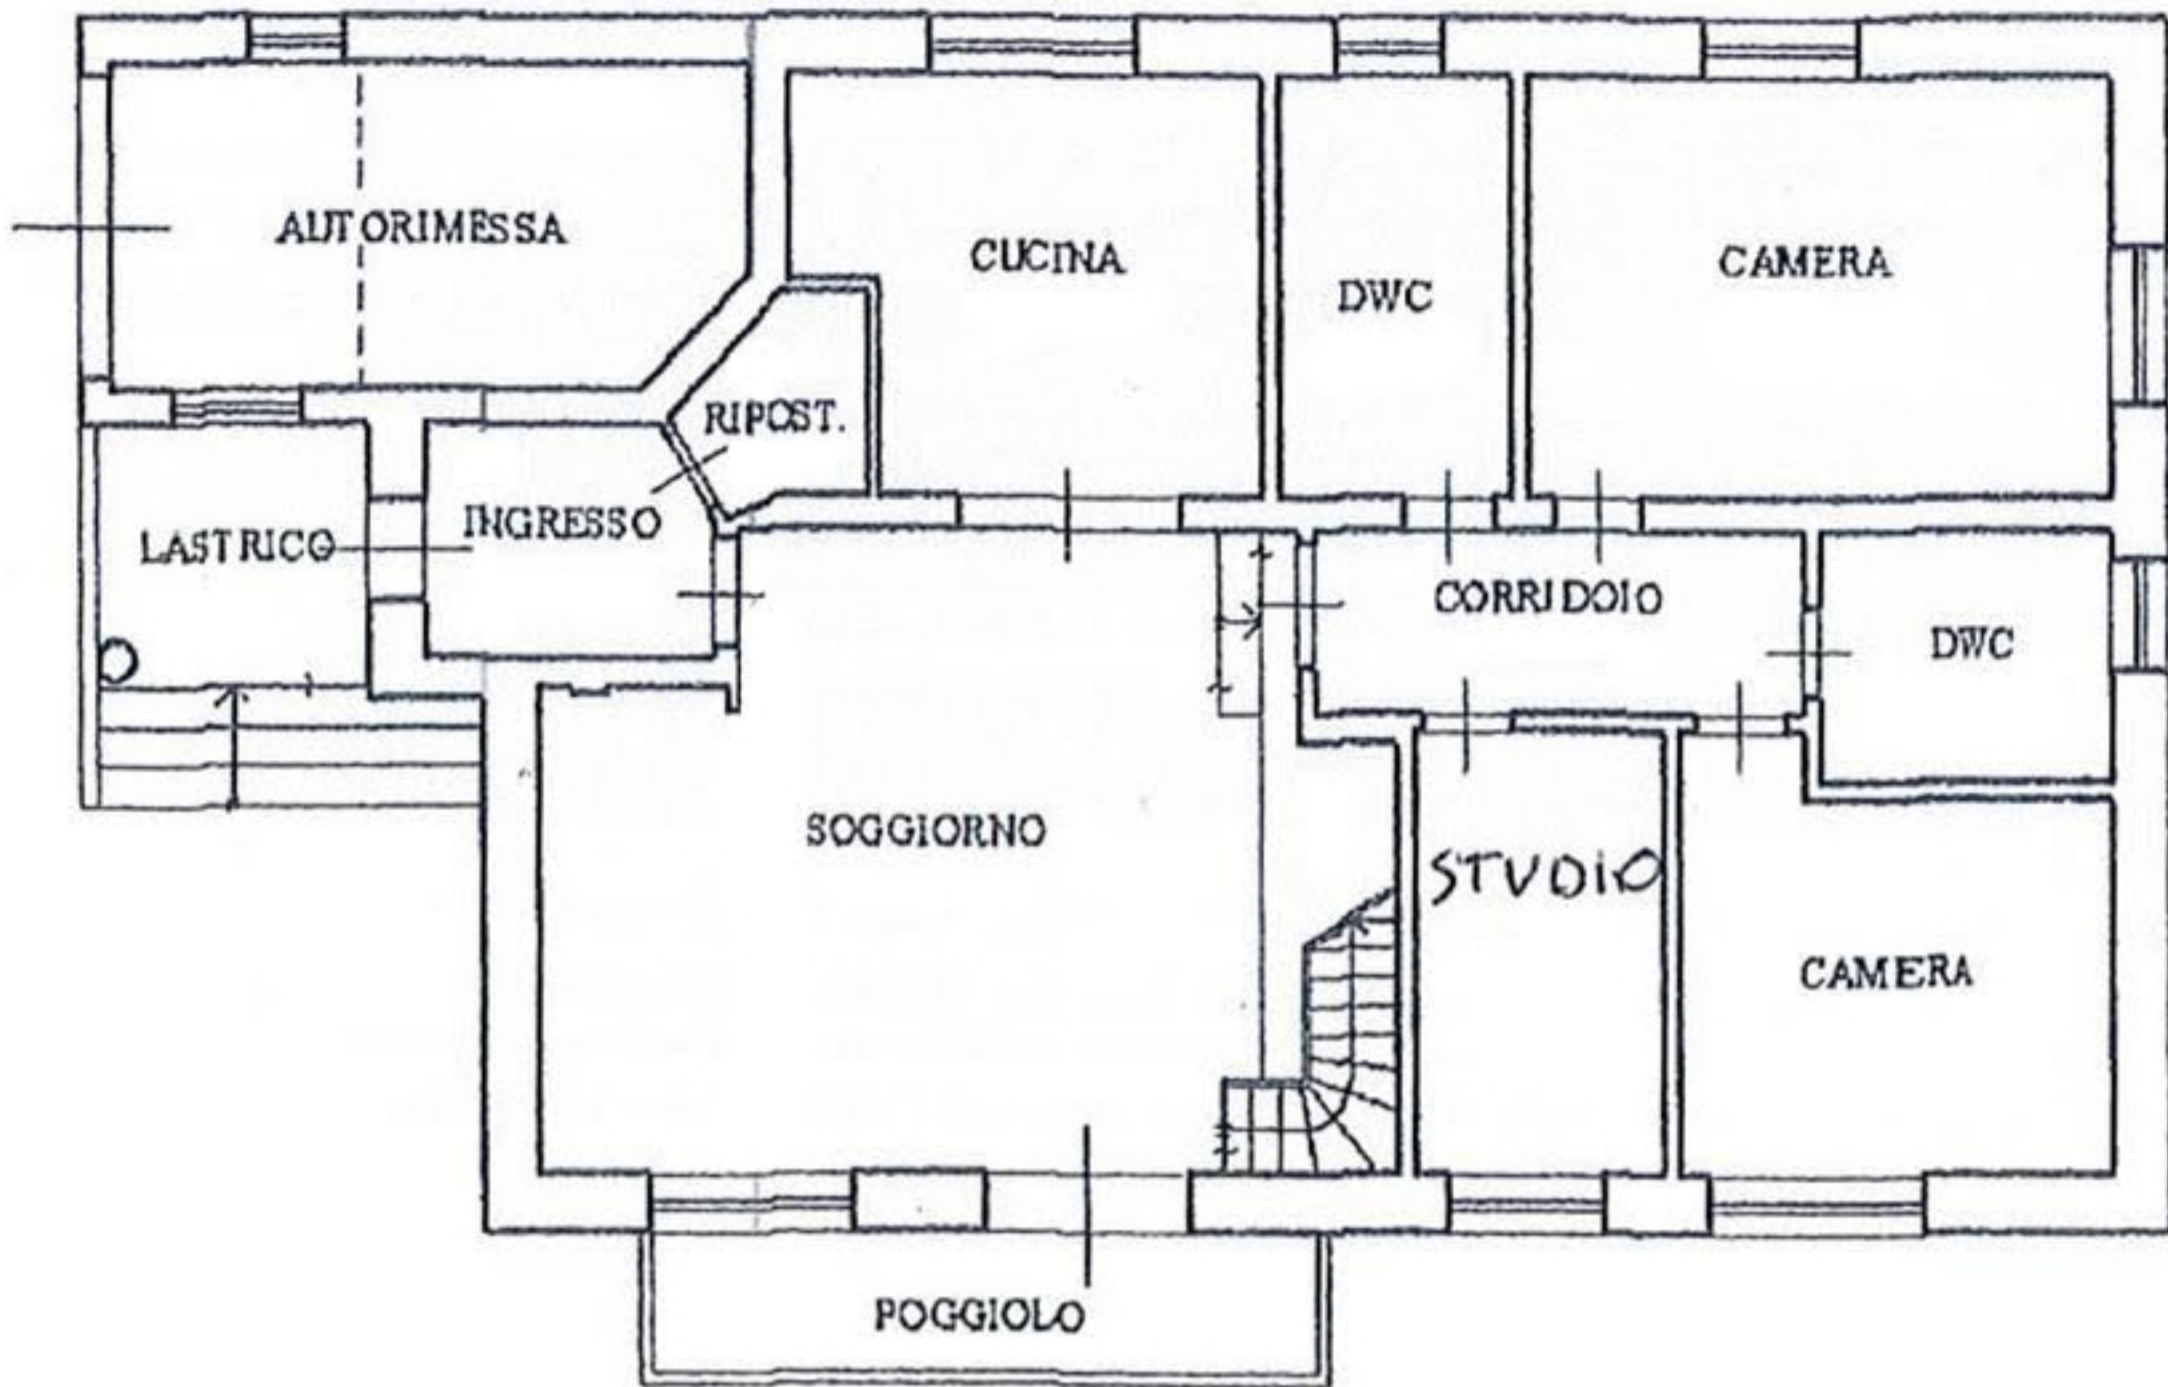 AUTORIMESSA
CUCINA
DWC
CAMERA
RIPOST.
INGRESSO
LASTRICO
CORRIDOIO
DWC
SOGGIORNO
STUDIO
CAMERA
POGGIOLO